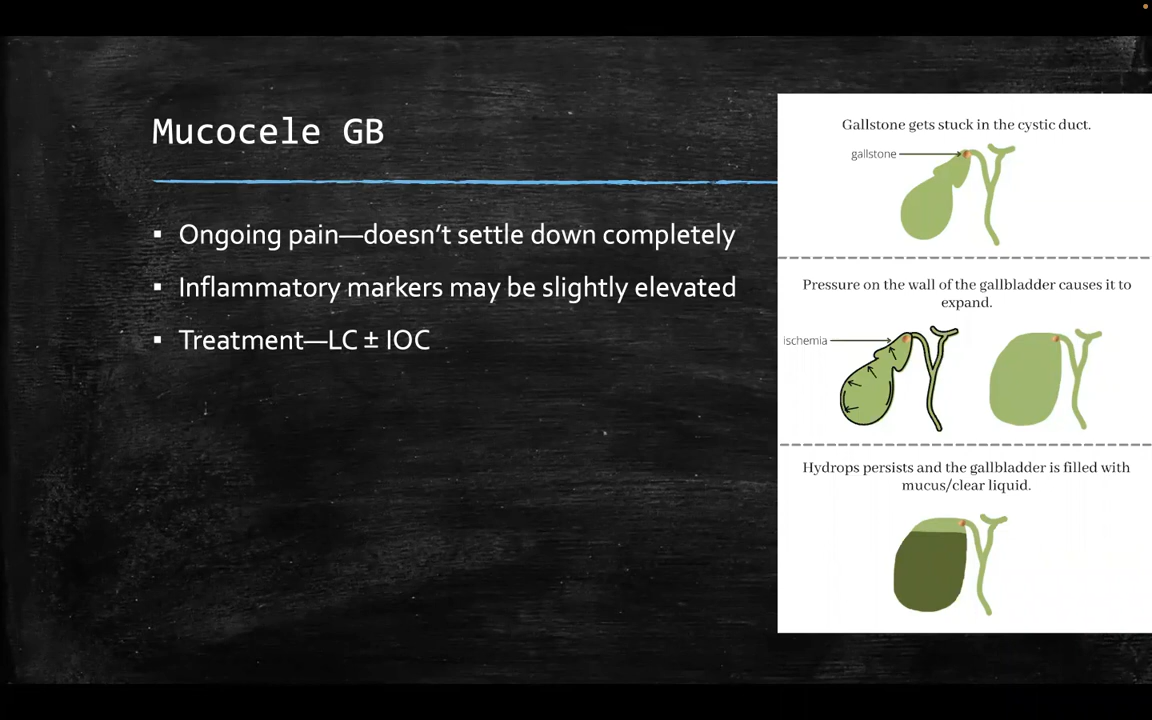 Mucocele GB
▪ Ongoing pain—doesn't settle down completely
▪ Inflammatory markers may be slightly elevated
▪ Treatment—LC ± IOC
Gallstone gets stuck in the cystic duct.
gallstone
Pressure on the wall of the gallbladder causes it to
expand.
ischemia
Hydrops persists and the gallbladder is filled with
mucus/clear liquid.